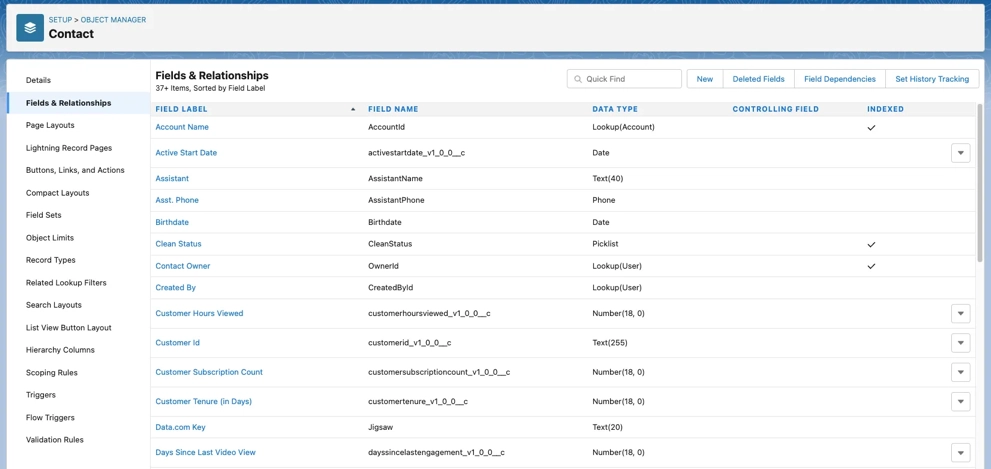 SETUP > OBJECT MANAGER
Contact
Details
Fields & Relationships
Page Layouts
Lightning Record Pages
Buttons, Links, and Actions
Compact Layouts
Field Sets
Object Limits
Record Types
Related Lookup Filters
Search Layouts
List View Button Layout
Hierarchy Columns
Scoping Rules
Triggers
Flow Triggers
Validation Rules
Fields & Relationships
37+ Items, Sorted by Field Label
Quick Find New Deleted Fields Field Dependencies Set History Tracking
FIELD LABEL FIELD NAME DATA TYPE CONTROLLING FIELD INDEXED
Account Name AccountId Lookup(Account)
Active Start Date activestartdate_v1_0_0__c Date
Assistant AssistantName Text(40)
Asst. Phone AssistantPhone Phone
Birthdate Birthdate Date
Clean Status CleanStatus Picklist
Contact Owner OwnerId Lookup(User)
Created By CreatedById Lookup(User)
Customer Hours Viewed customerhoursviewed_v1_0_0__c Number(18, 0)
Customer Id customerid_v1_0_0__c Text(255)
Customer Subscription Count customersubscriptioncount_v1_0_0__c Number(18, 0)
Customer Tenure (in Days) customertenure_v1_0_0__c Number(18, 0)
Data.com Key Jigsaw Text(20)
Days Since Last Video View dayssincelastengagement_v1_0_0__c Number(18, 0)